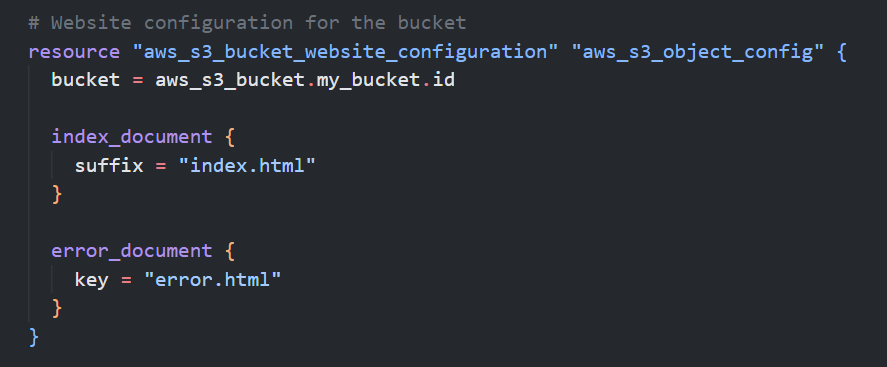 # Website configuration for the bucket
resource "aws_s3_bucket_website_configuration" "aws_s3_object_config" {
  bucket = aws_s3_bucket.my_bucket.id

  index_document {
    suffix = "index.html"
  }

  error_document {
    key = "error.html"
  }
}